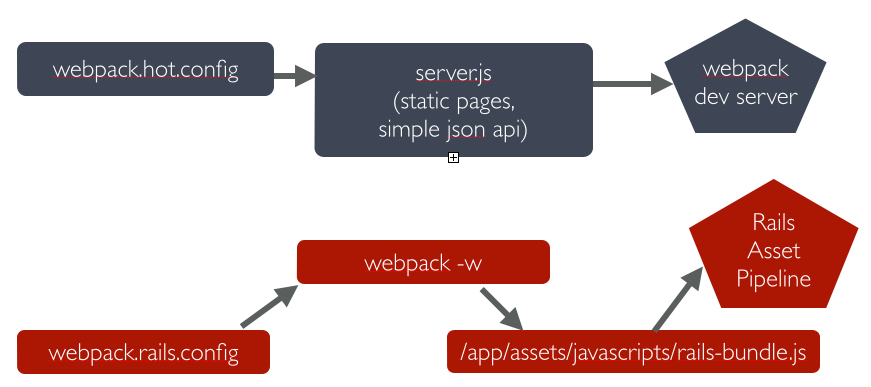 webpack.hot.config
server.js
(static pages,
simple json api)
webpack
dev server
Rails
Asset
Pipeline
webpack -w
webpack.rails.config
/app/assets/javascripts/rails-bundle.js